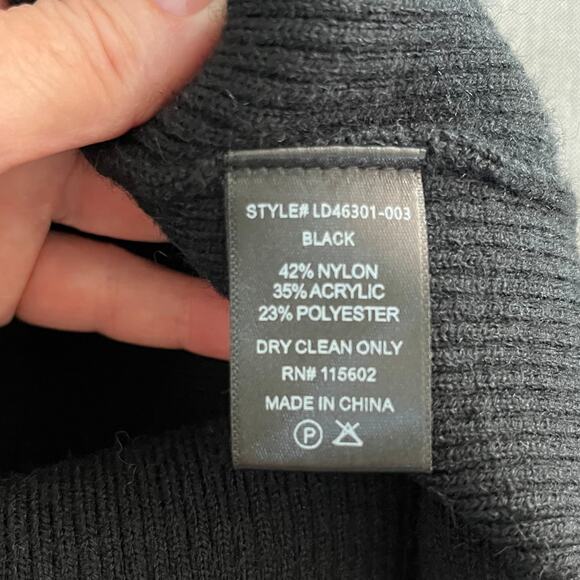 STYLE# LD46301-003
BLACK
42% NYLON
35% ACRYLIC
23% POLYESTER
DRY CLEAN ONLY
RN# 115602
MADE IN CHINA
P